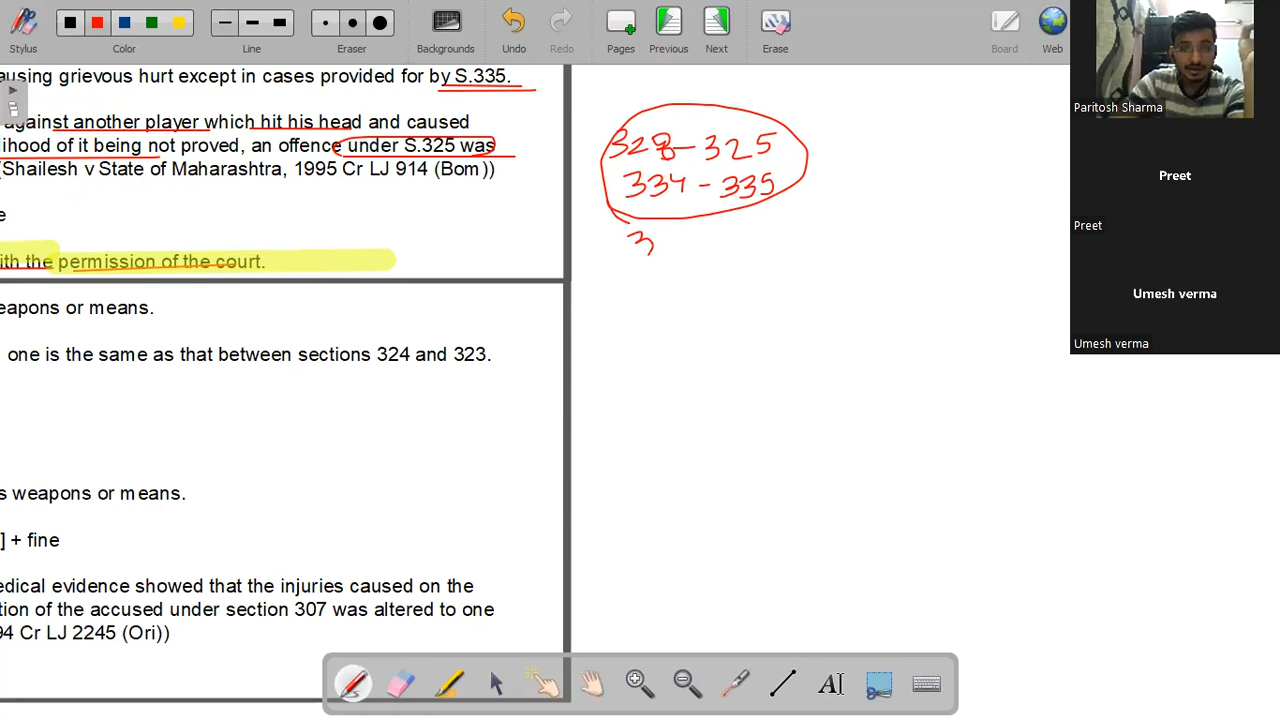 Stylus
Color
Line
Eraser
Backgrounds
Undo
Redo
Pages
Previous
Next
Erase
Board
Web
ausing grievous hurt except in cases provided for by S.335.
against another player which hit his head and caused
lihood of it being not proved, an offence under S.325 was
(Shailesh v State of Maharashtra, 1995 Cr LJ 914 (Bom))
e
ith the permission of the court.
eapons or means.
one is the same as that between sections 324 and 323.
s weapons or means.
] + fine
edical evidence showed that the injuries caused on the
tion of the accused under section 307 was altered to one
94 Cr LJ 2245 (Ori))
325
334 - 335
3
Paritosh Sharma
Preet
Preet
Umesh verma
Umesh verma
AI